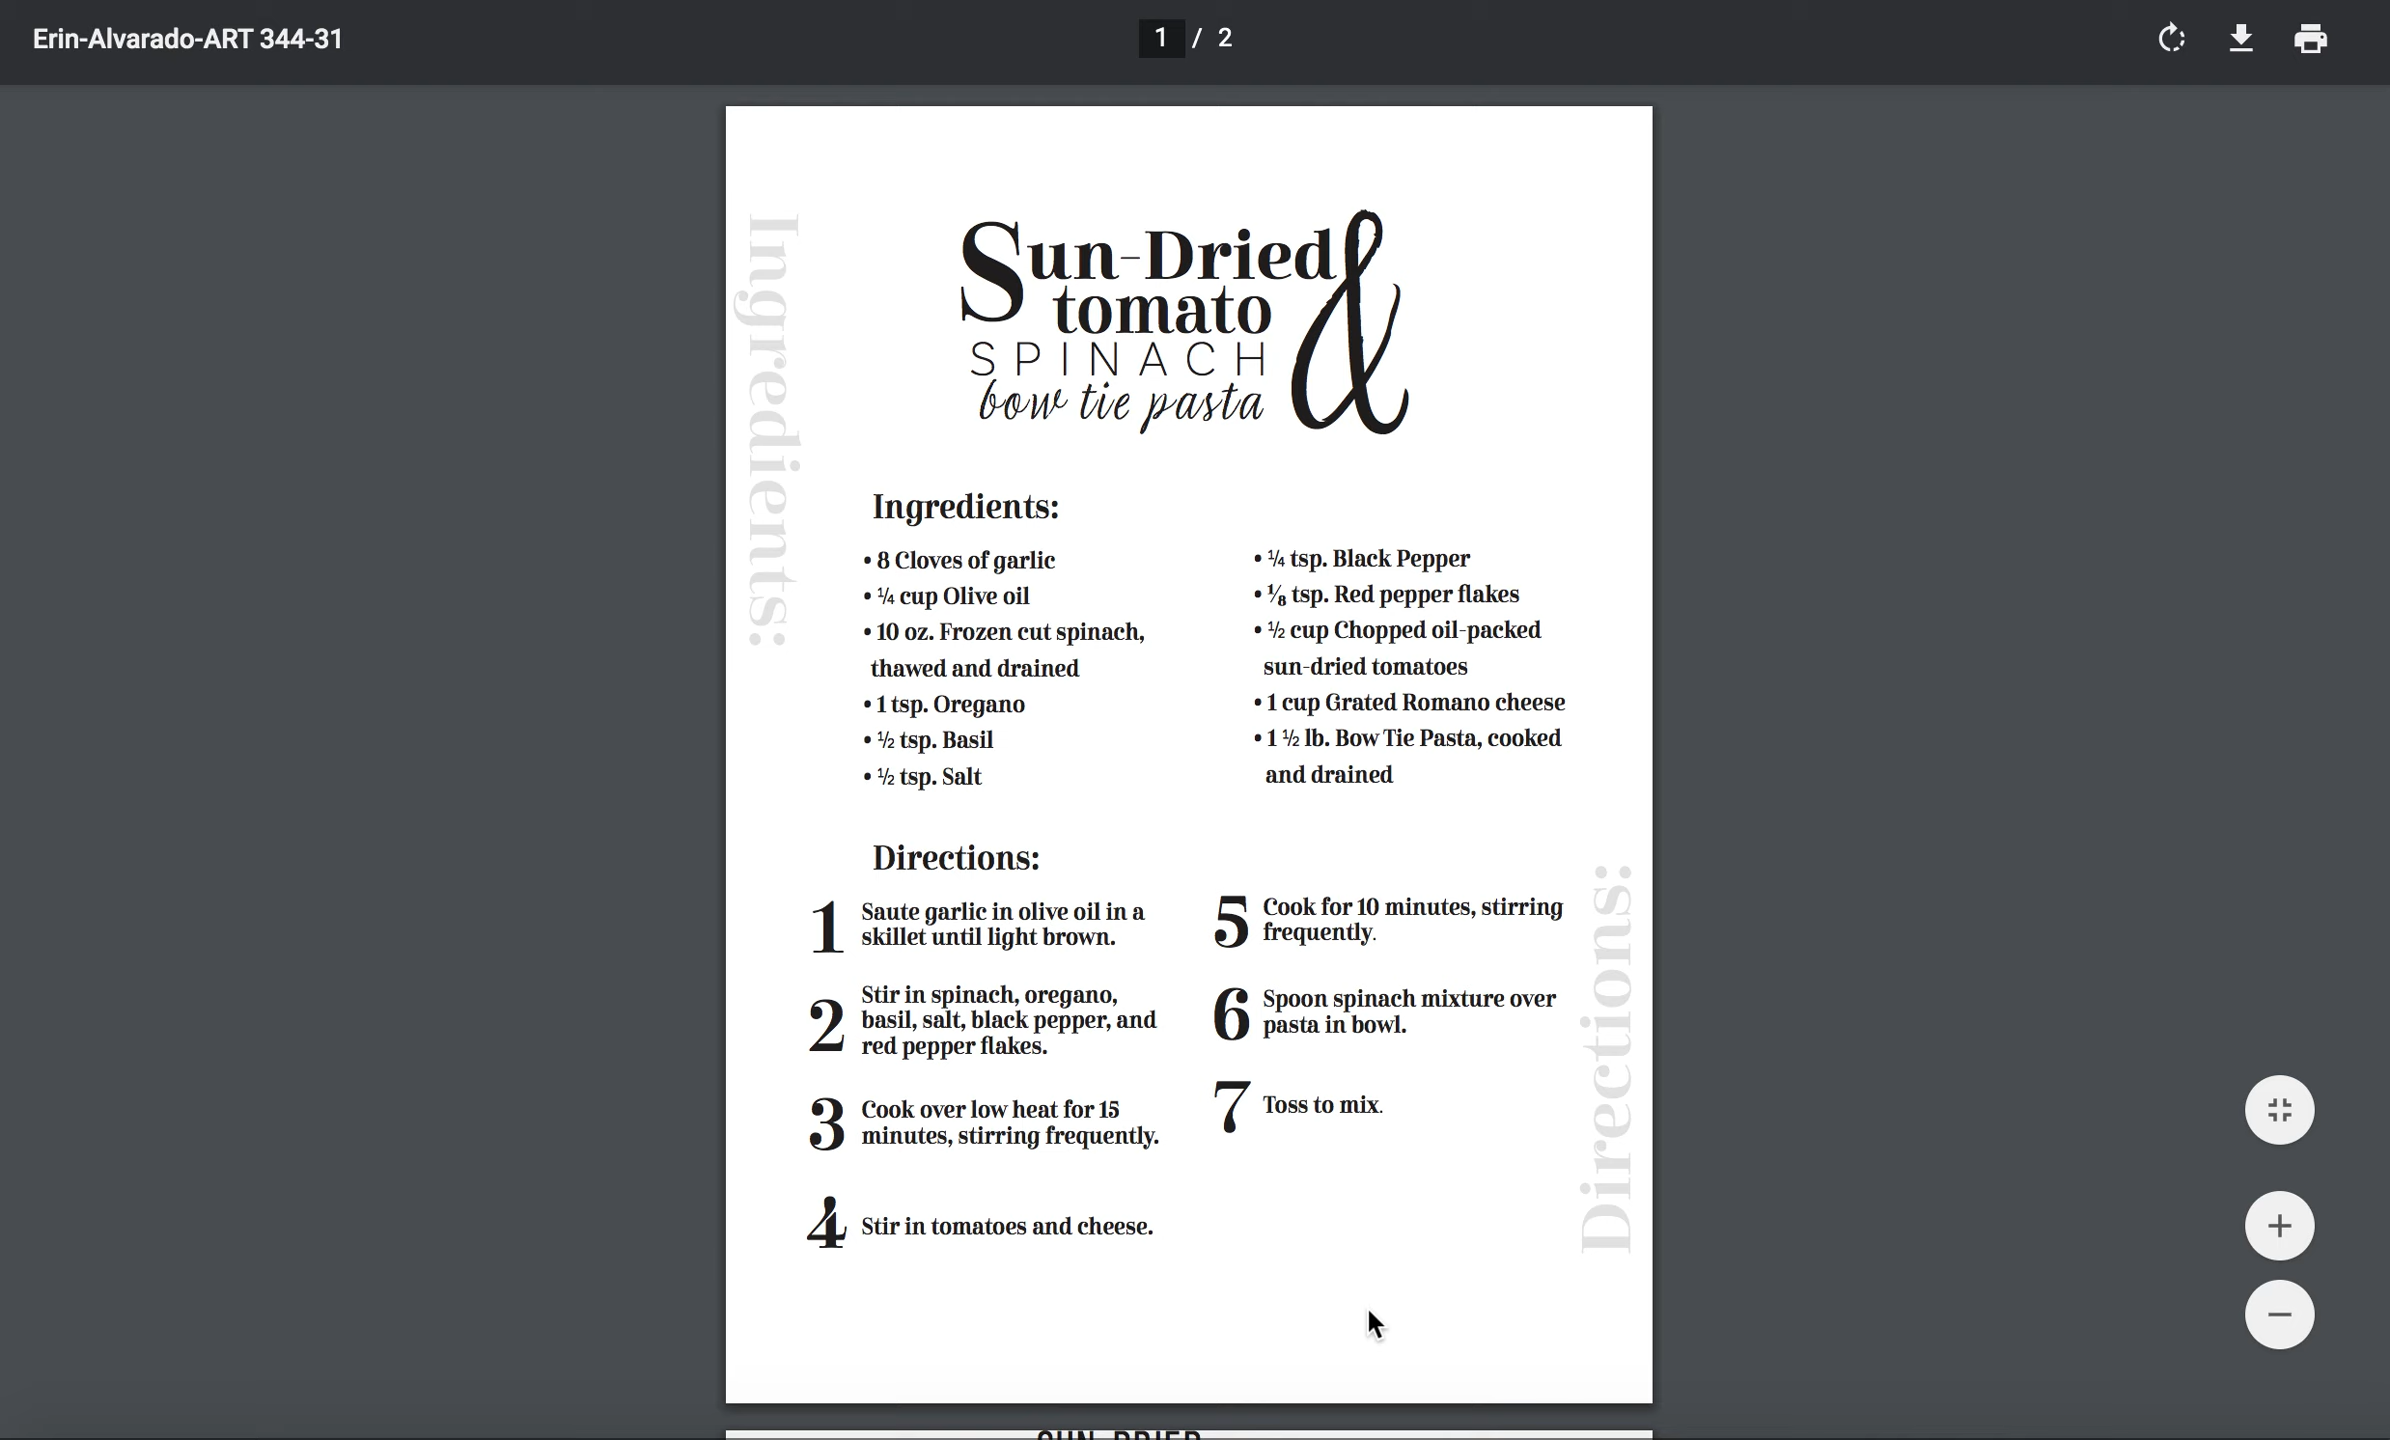 Erin-Alvarado-ART 344-31
1 / 2
Ingredients:
Sun-Dried
tomato &
SPINACH
bow tie pasta
Ingredients:
• 8 Cloves of garlic
• ¼ cup Olive oil
• 10 oz. Frozen cut spinach,
thawed and drained
• 1 tsp. Oregano
• ½ tsp. Basil
• ½ tsp. Salt
• ¼ tsp. Black Pepper
• ⅛ tsp. Red pepper flakes
• ½ cup Chopped oil-packed
sun-dried tomatoes
• 1 cup Grated Romano cheese
• 1 ½ lb. Bow Tie Pasta, cooked
and drained
Directions:
1 Saute garlic in olive oil in a
skillet until light brown.
2 Stir in spinach, oregano,
basil, salt, black pepper, and
red pepper flakes.
3 Cook over low heat for 15
minutes, stirring frequently.
4 Stir in tomatoes and cheese.
5 Cook for 10 minutes, stirring
frequently.
6 Spoon spinach mixture over
pasta in bowl.
7 Toss to mix.
Directions:
SUN-DRIED